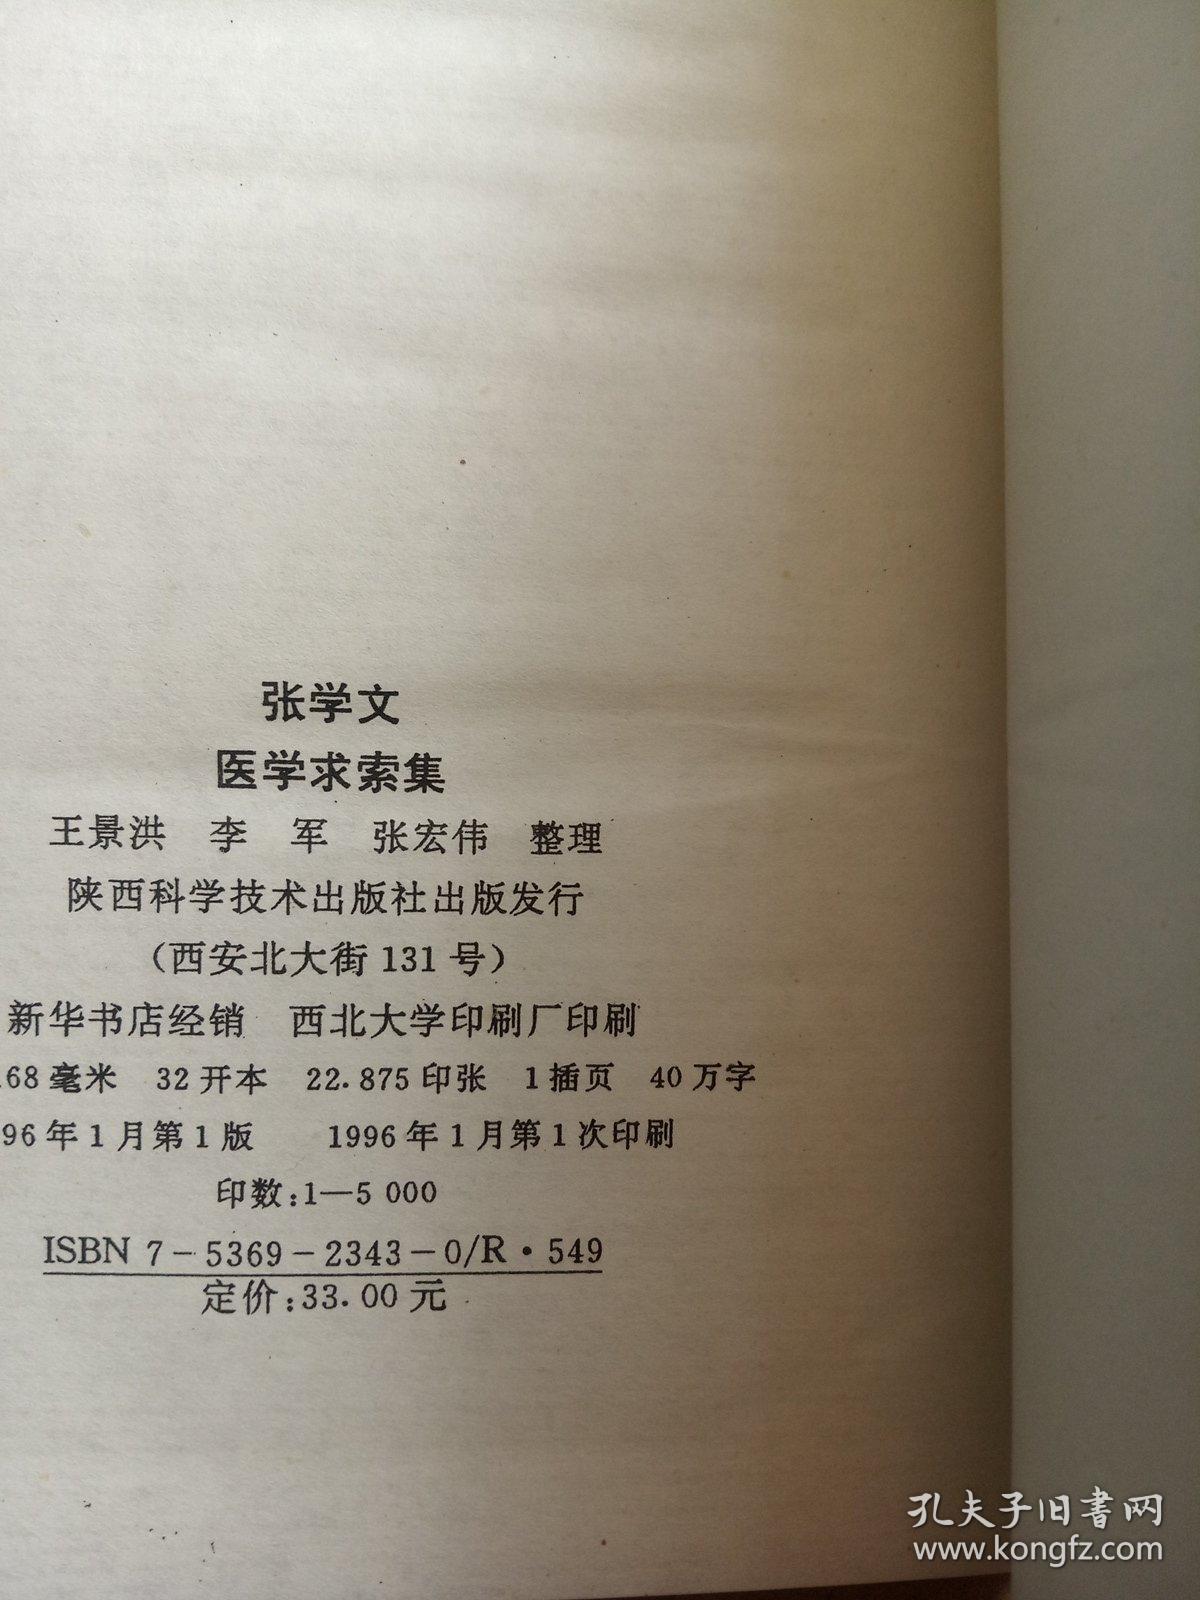 张学文
医学求索集
王景洪 李 军 张宏伟 整理
陕西科学技术出版社出版发行
（西安北大街131号）
新华书店经销 西北大学印刷厂印刷
68毫米 32开本 22.875印张 1插页 40万字
96年1月第1版 1996年1月第1次印刷
印数:1—5 000
ISBN 7－5369－2343－0/R·549
定价:33.00元
孔夫子旧書网
www.kongfz.com